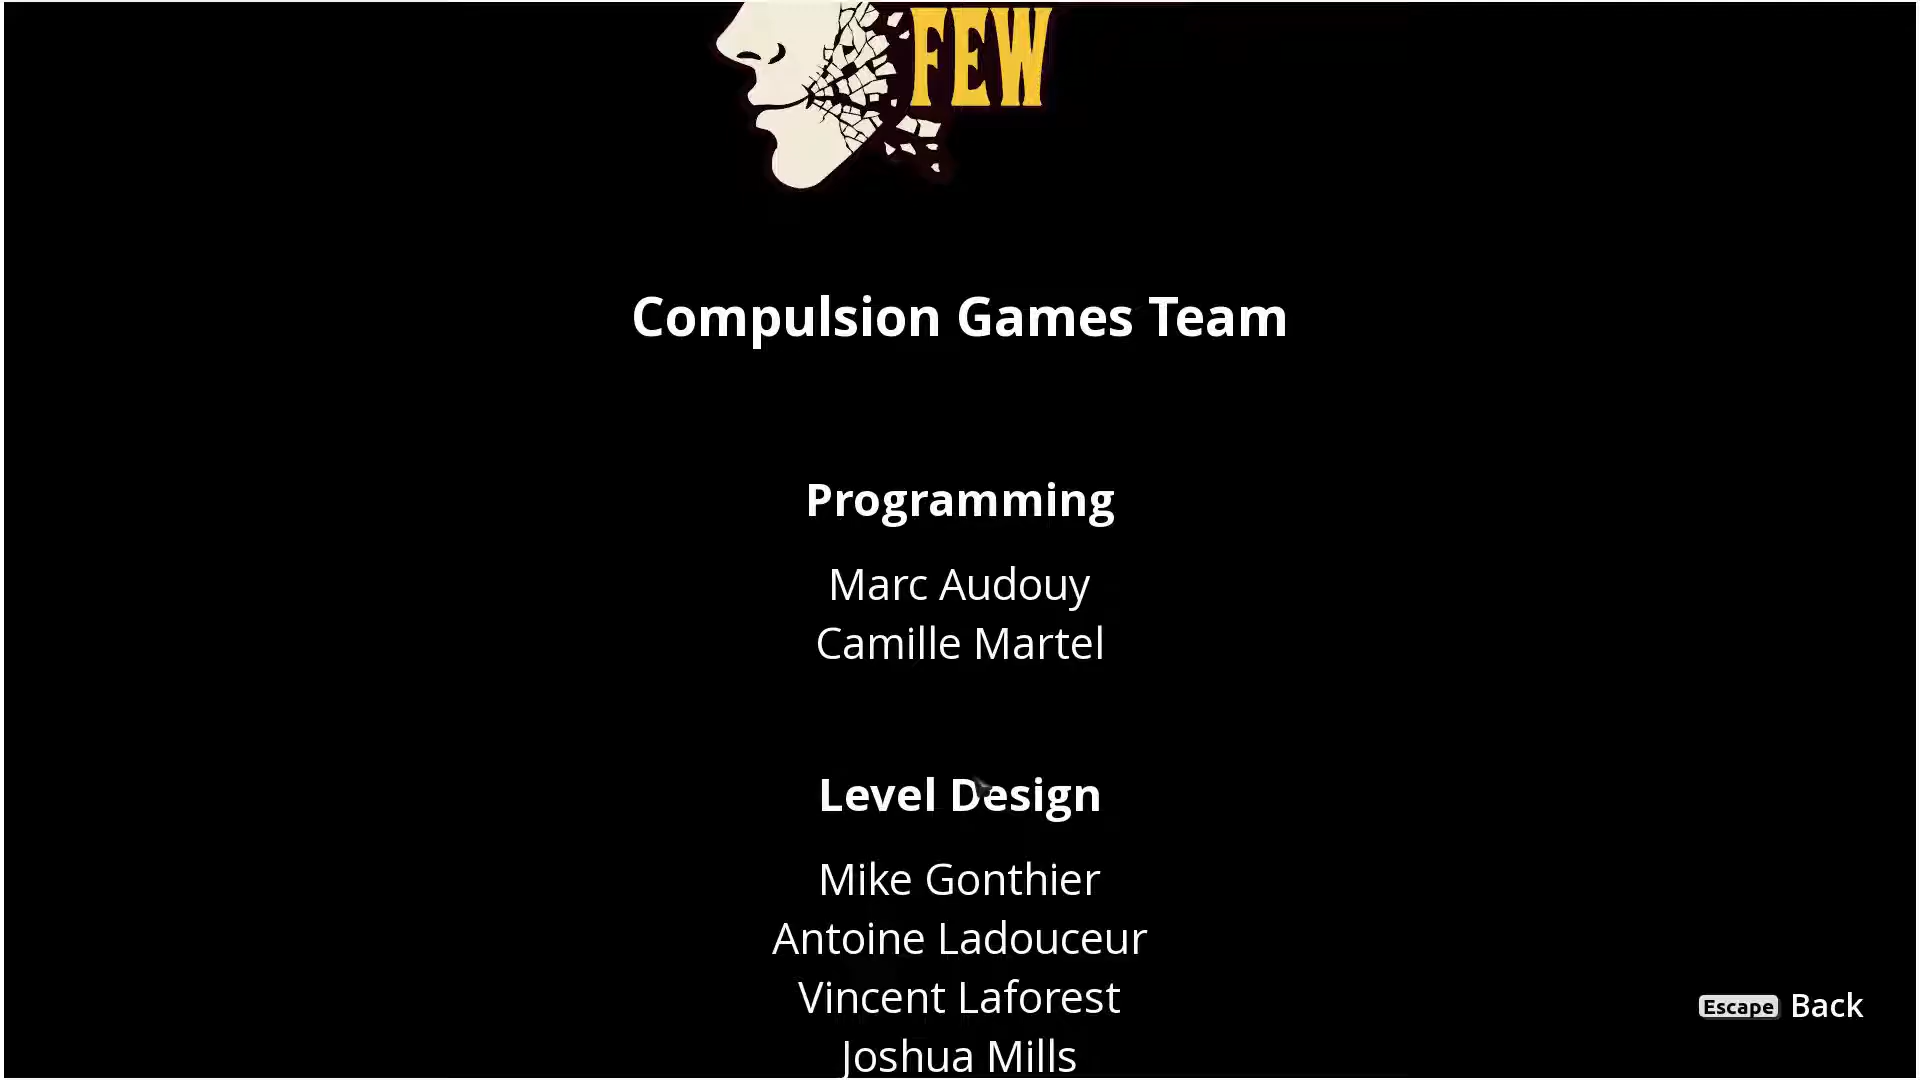 FEW
Compulsion Games Team
Programming
Marc Audouy
Camille Martel
Level Design
Mike Gonthier
Antoine Ladouceur
Vincent Laforest
Joshua Mills
Escape Back